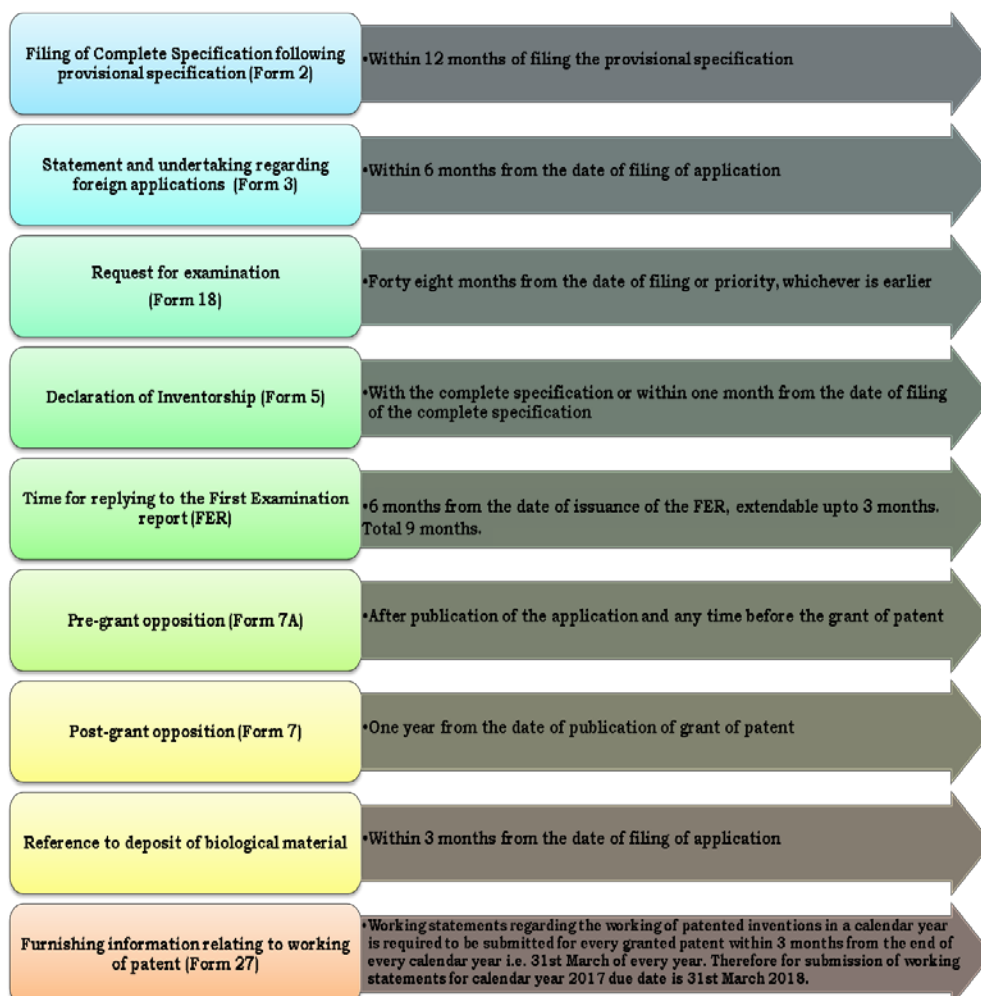 Filing of Complete Specification following
provisional specification (Form 2)
•Within 12 months of filing the provisional specification
Statement and undertaking regarding
foreign applications (Form 3)
•Within 6 months from the date of filing of application
Request for examination
(Form 18)
•Forty eight months from the date of filing or priority, whichever is earlier
Declaration of Inventorship (Form 5)
•With the complete specification or within one month from the date of filing
of the complete specification
Time for replying to the First Examination
report (FER)
•6 months from the date of issuance of the FER, extendable upto 3 months.
Total 9 months.
Pre-grant opposition (Form 7A)
•After publication of the application and any time before the grant of patent
Post-grant opposition (Form 7)
•One year from the date of publication of grant of patent
Reference to deposit of biological material
•Within 3 months from the date of filing of application
Furnishing information relating to working
of patent (Form 27)
•Working statements regarding the working of patented inventions in a calendar year
is required to be submitted for every granted patent within 3 months from the end of
every calendar year i.e. 31st March of every year. Therefore for submission of working
statements for calendar year 2017 due date is 31st March 2018.